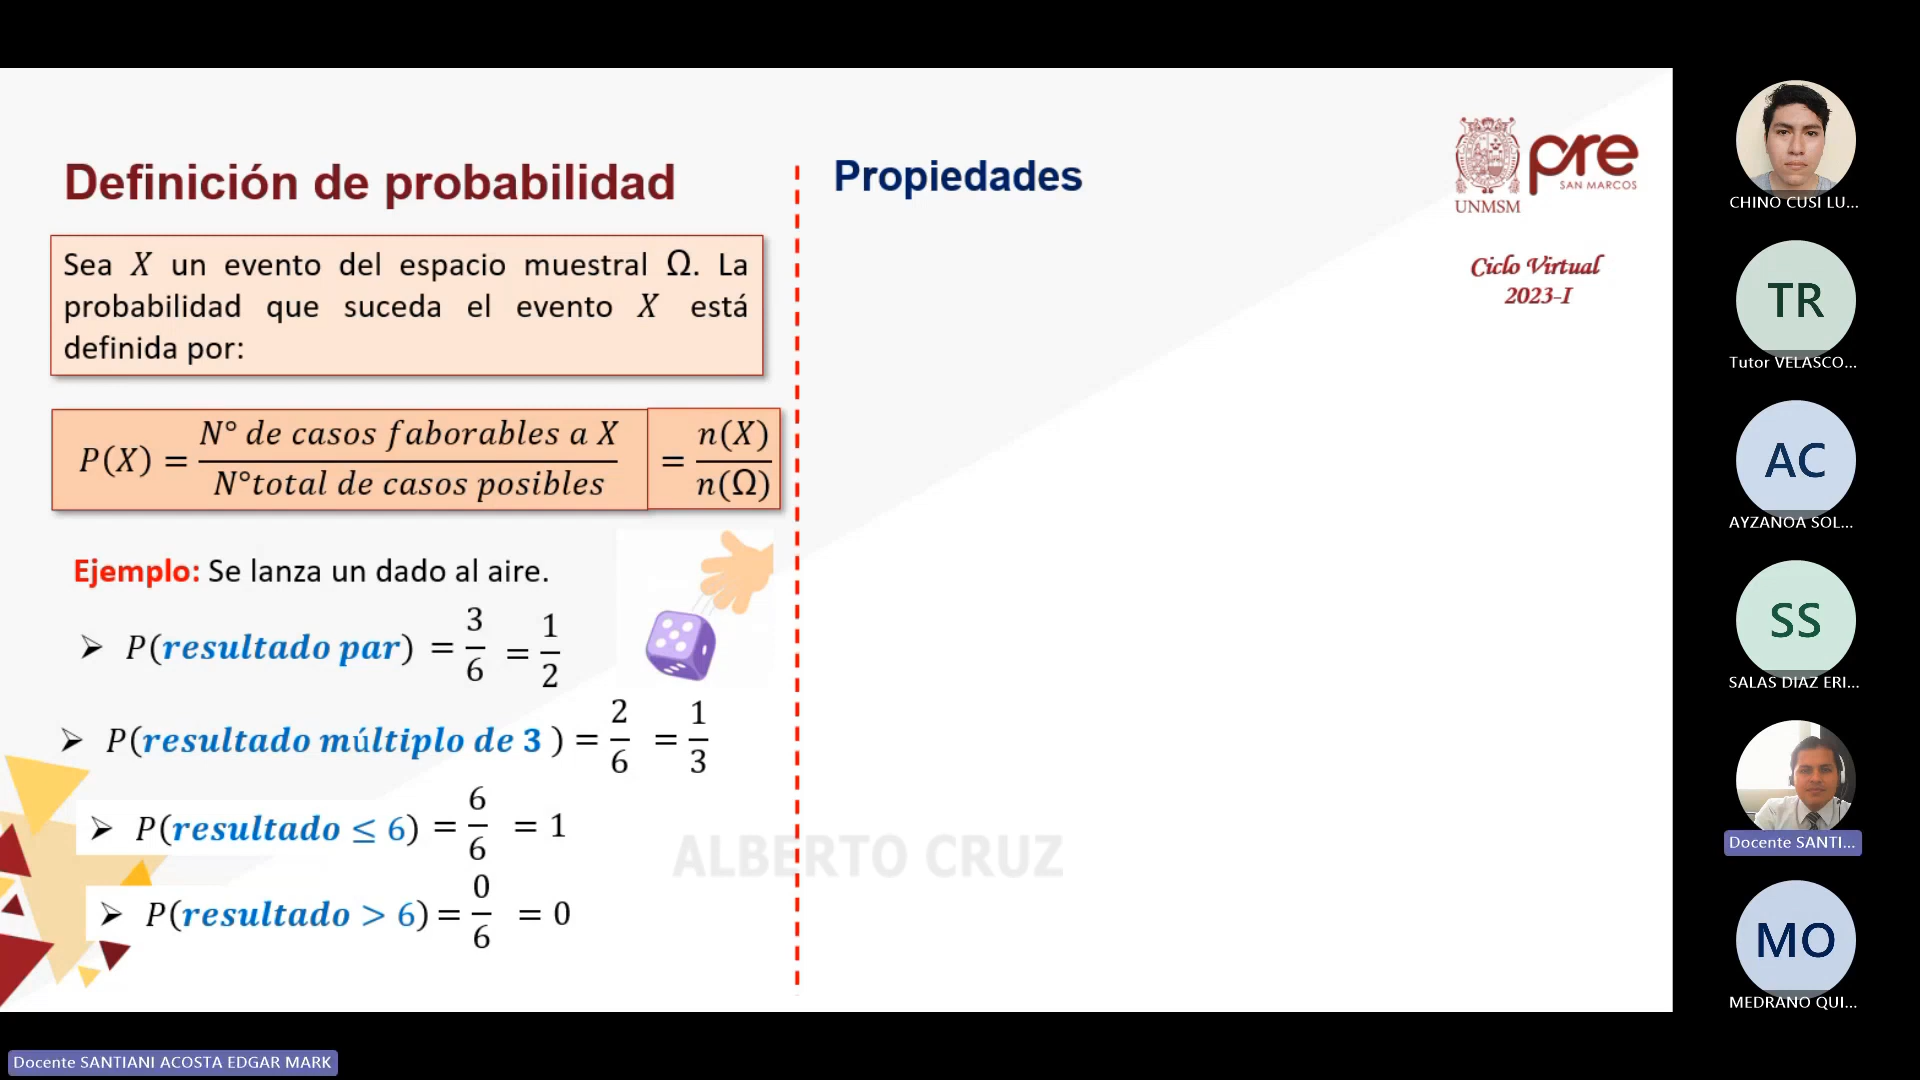 Definición de probabilidad
Sea X un evento del espacio muestral Ω. La
probabilidad que suceda el evento X está
definida por:
P(X) = N° de casos faborables a X / N°total de casos posibles = n(X) / n(Ω)
Ejemplo: Se lanza un dado al aire.
➢ P(resultado par) = 3/6 = 1/2
➢ P(resultado múltiplo de 3 ) = 2/6 = 1/3
➢ P(resultado ≤ 6) = 6/6 = 1
➢ P(resultado > 6) = 0/6 = 0
Propiedades
UNMSM
pre
SAN MARCOS
Ciclo Virtual
2023-I
ALBERTO CRUZ
CHINO CUSI LU...
TR
Tutor VELASCO...
AC
AYZANOA SOL...
SS
SALAS DIAZ ERI...
Docente SANTI...
MO
MEDRANO QUI...
Docente SANTIANI ACOSTA EDGAR MARK